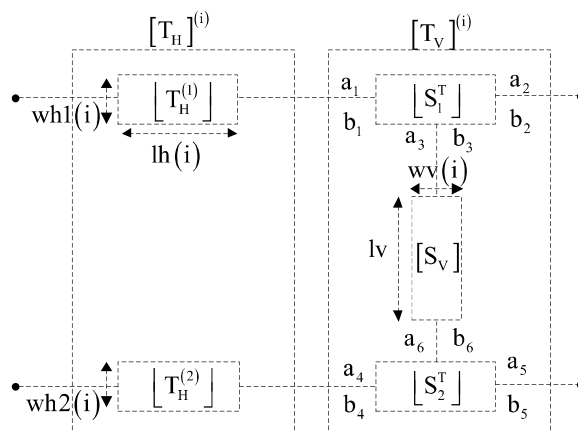 [T_H]^(i)
[T_V]^(i)
wh1(i)
⌊T_H^(1)⌋
lh(i)
a_1
b_1
⌊S_1^T⌋
a_2
b_2
a_3 b_3
wv(i)
lv
[S_V]
a_6 b_6
wh2(i)
⌊T_H^(2)⌋
a_4
b_4
⌊S_2^T⌋
a_5
b_5